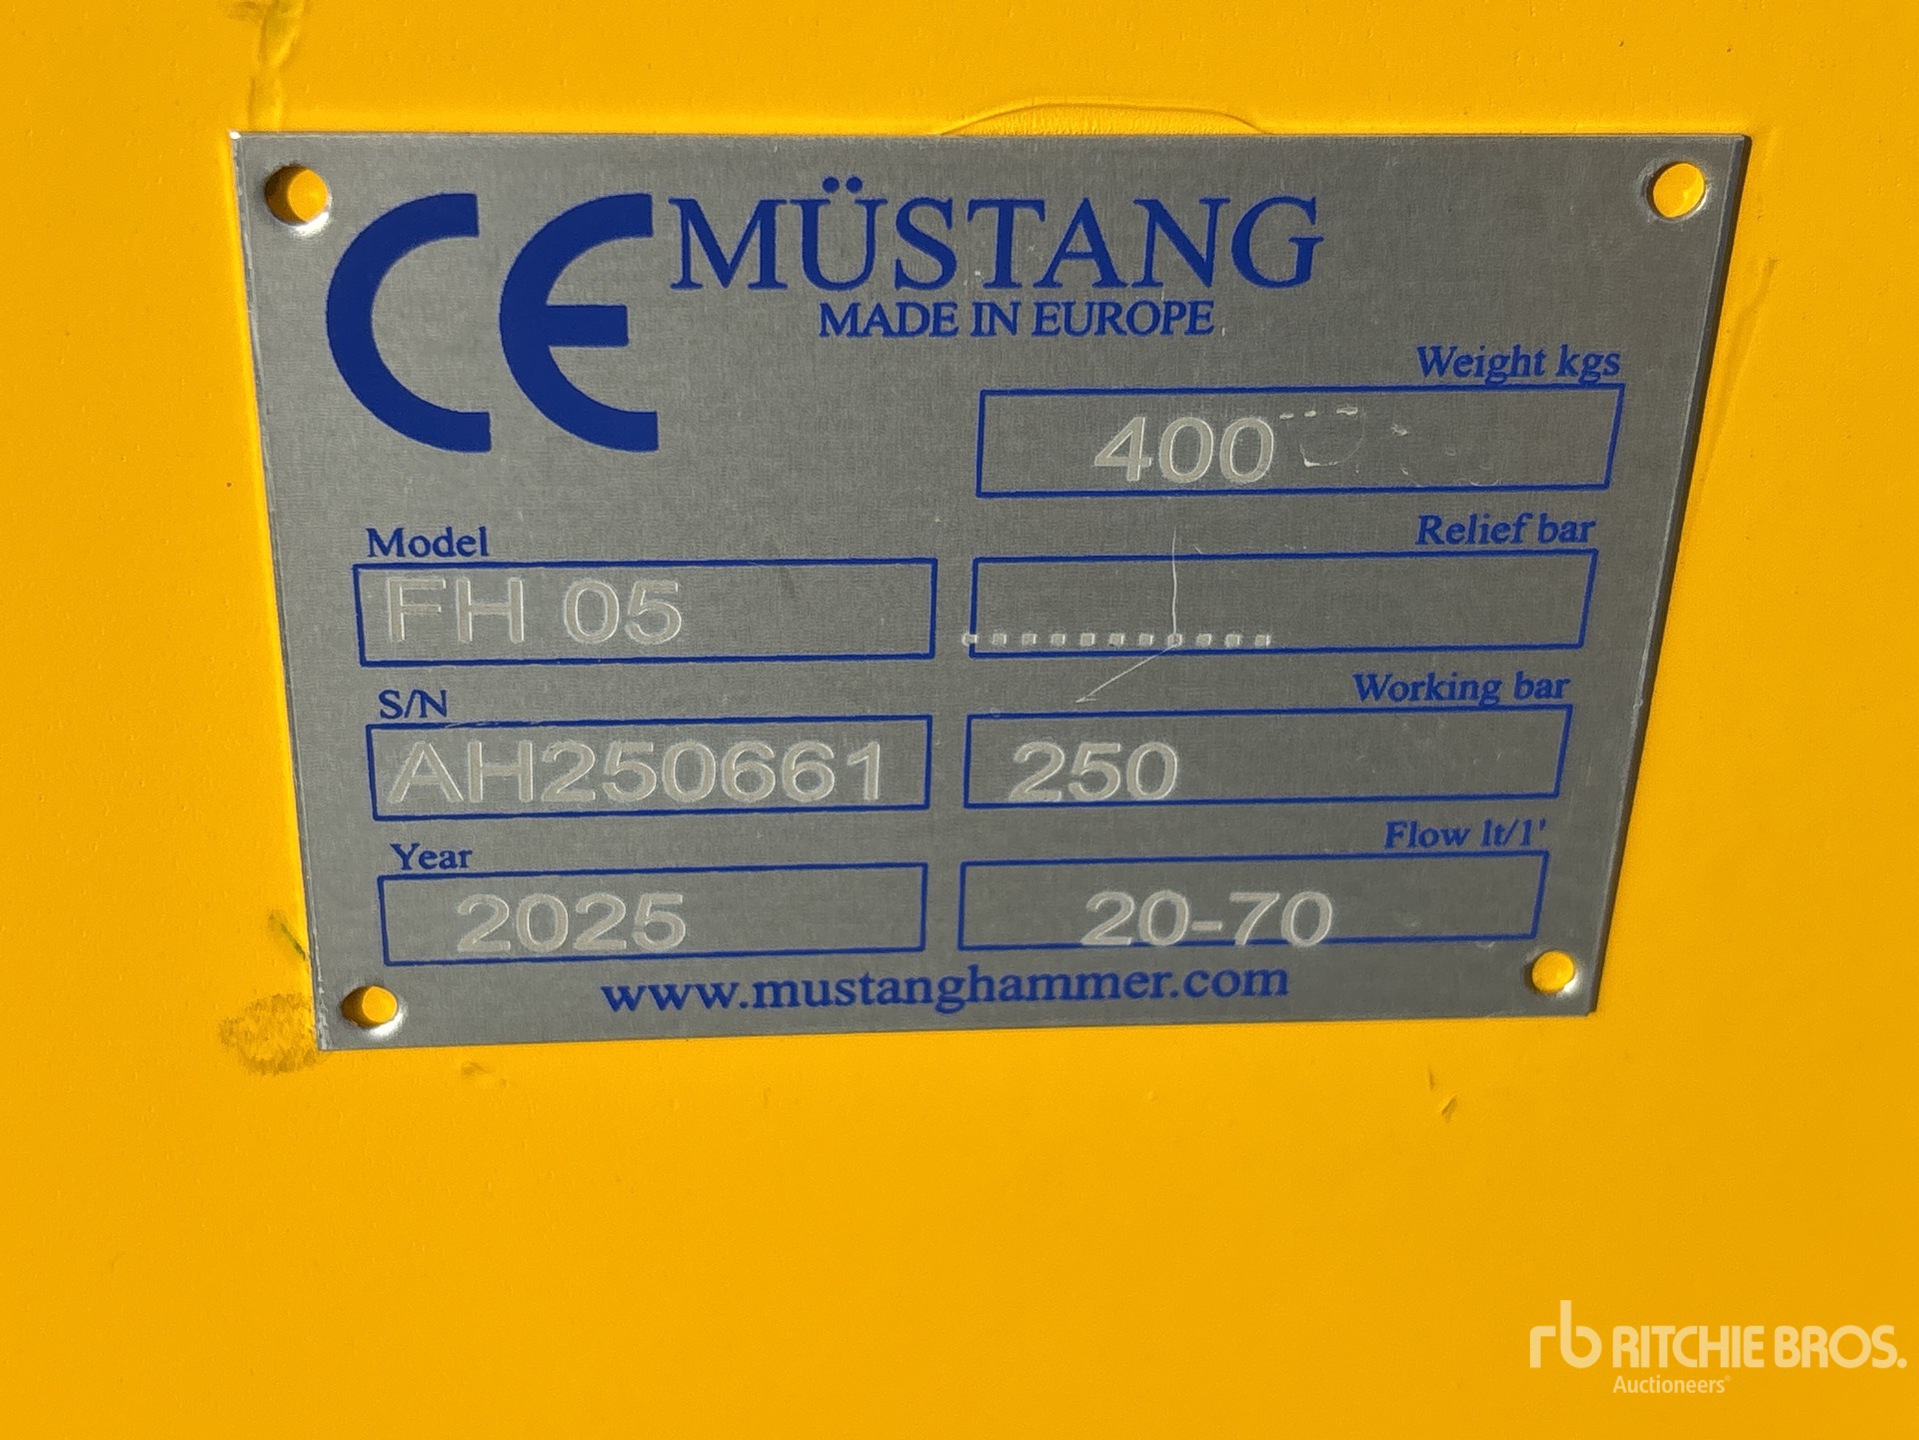 CE MÜSTANG
MADE IN EUROPE
Weight kgs
400
Model
FH 05
Relief bar
...........
S/N
AH250661
Working bar
250
Year
2025
Flow lt/1'
20-70
www.mustanghammer.com
rb RITCHIE BROS.
Auctioneers